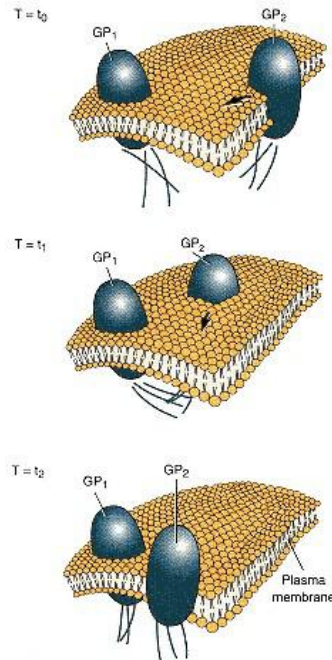 T = t₀
GP₁
GP₂
T = t₁
GP₁
GP₂
T = t₂
GP₁
GP₂
Plasma
membrane